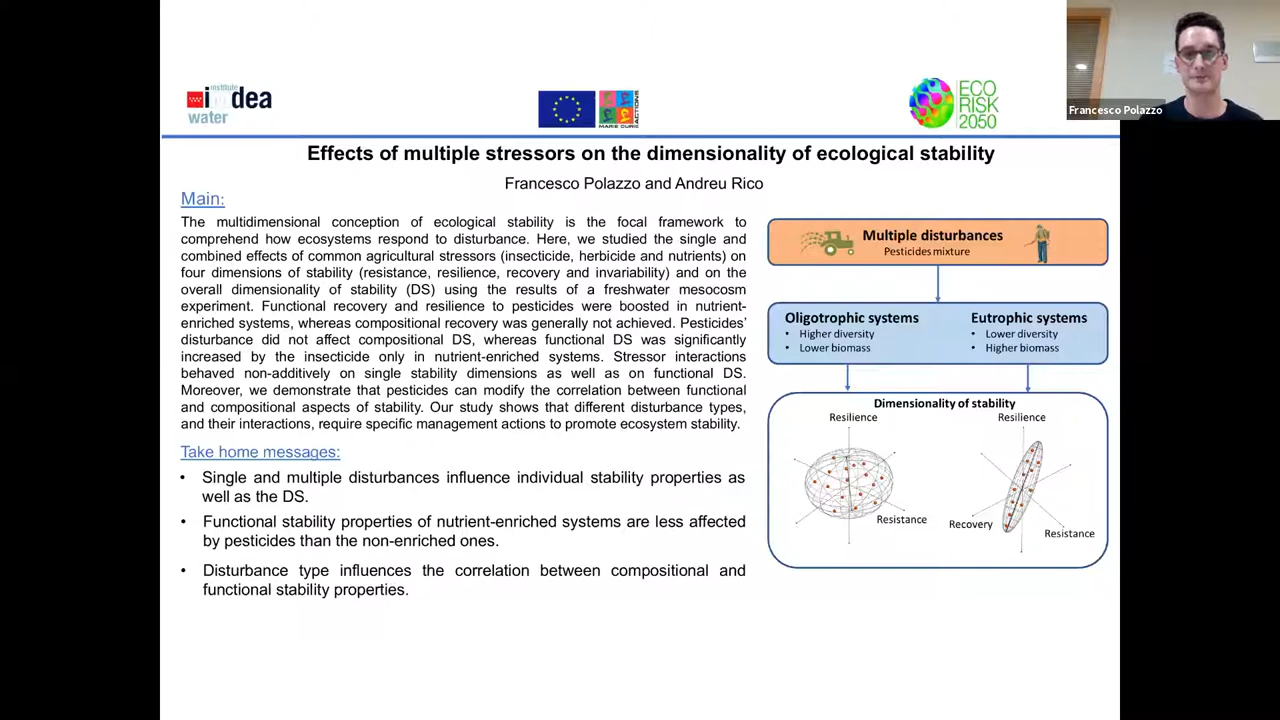 institute
imdea
water
MARIE CURIE ACTIONS
ECO
RISK
2050
Francesco Polazzo
Effects of multiple stressors on the dimensionality of ecological stability
Francesco Polazzo and Andreu Rico
Main:
The multidimensional conception of ecological stability is the focal framework to
comprehend how ecosystems respond to disturbance. Here, we studied the single and
combined effects of common agricultural stressors (insecticide, herbicide and nutrients) on
four dimensions of stability (resistance, resilience, recovery and invariability) and on the
overall dimensionality of stability (DS) using the results of a freshwater mesocosm
experiment. Functional recovery and resilience to pesticides were boosted in nutrient-
enriched systems, whereas compositional recovery was generally not achieved. Pesticides'
disturbance did not affect compositional DS, whereas functional DS was significantly
increased by the insecticide only in nutrient-enriched systems. Stressor interactions
behaved non-additively on single stability dimensions as well as on functional DS.
Moreover, we demonstrate that pesticides can modify the correlation between functional
and compositional aspects of stability. Our study shows that different disturbance types,
and their interactions, require specific management actions to promote ecosystem stability.
Take home messages:
• Single and multiple disturbances influence individual stability properties as
well as the DS.
• Functional stability properties of nutrient-enriched systems are less affected
by pesticides than the non-enriched ones.
• Disturbance type influences the correlation between compositional and
functional stability properties.
Multiple disturbances
Pesticides mixture
Oligotrophic systems
• Higher diversity
• Lower biomass
Eutrophic systems
• Lower diversity
• Higher biomass
Dimensionality of stability
Resilience
Resistance
Resilience
Recovery
Resistance